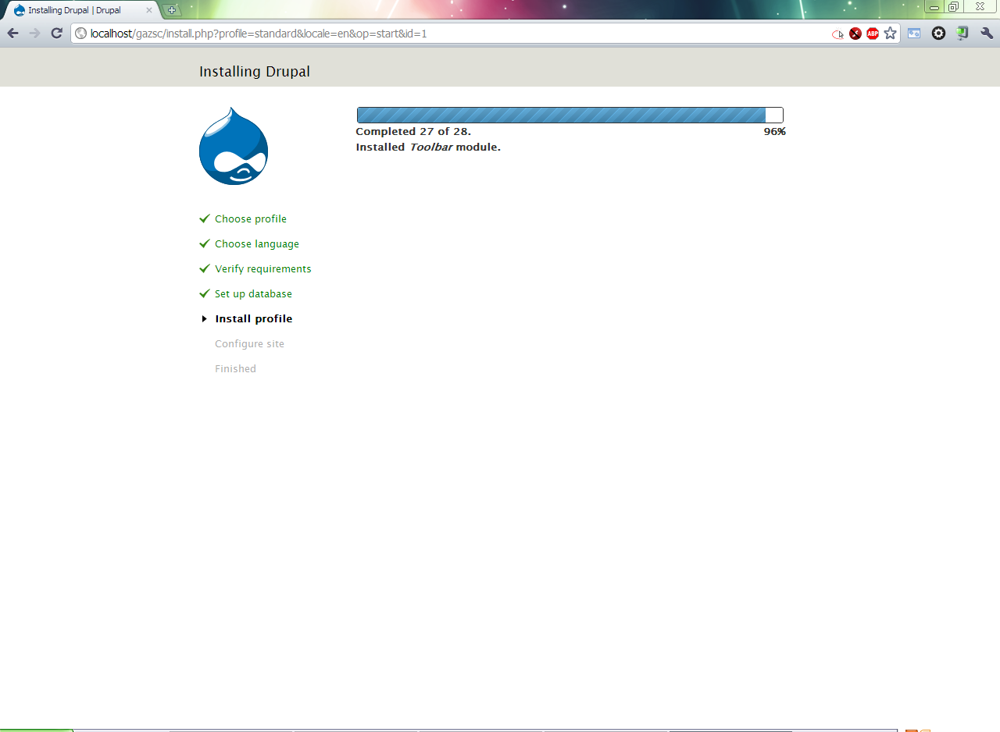 Installing Drupal | Drupal
localhost/gazsc/install.php?profile=standard&locale=en&op=start&id=1
ABP
Installing Drupal
Completed 27 of 28. 96%
Installed Toolbar module.
Choose profile
Choose language
Verify requirements
Set up database
Install profile
Configure site
Finished